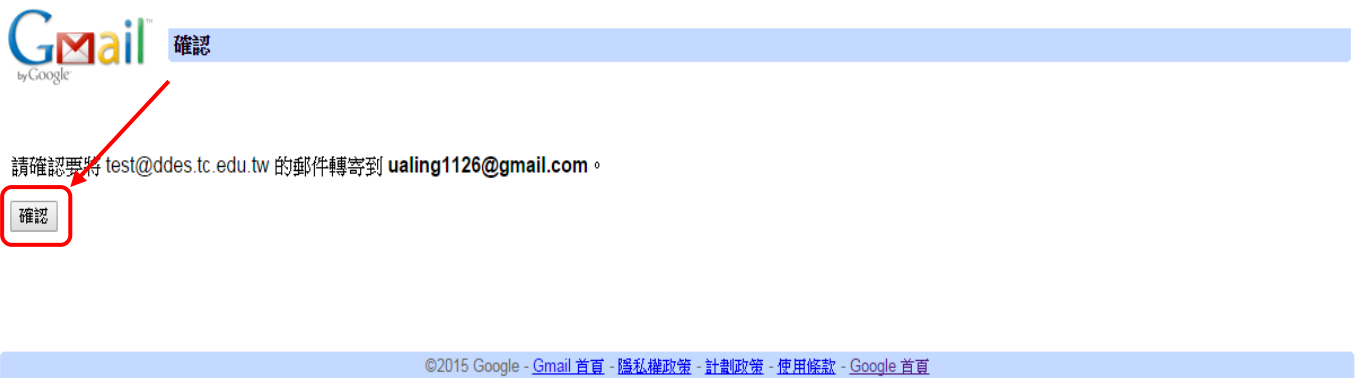 Gmail™
by Google
確認
請確認要將 test@ddes.tc.edu.tw 的郵件轉寄到 ualing1126@gmail.com。
確認
©2015 Google - Gmail 首頁 - 隱私權政策 - 計劃政策 - 使用條款 - Google 首頁